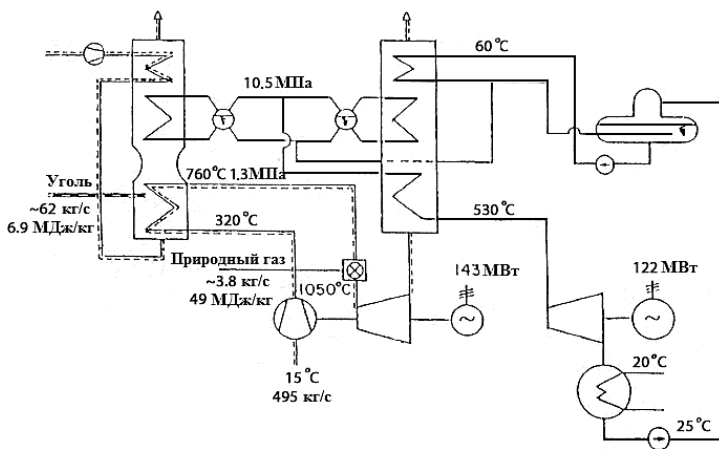 60 °C
10.5 МПа
760°С 1,3МПа
Уголь
~62 кг/с
6.9 МДж/кг
320°С
530°С
Природный газ
~3.8 кг/с
49 МДж/кг
1050°С
143 МВт
122 МВт
15 °С
495 кг/с
20°С
25°С